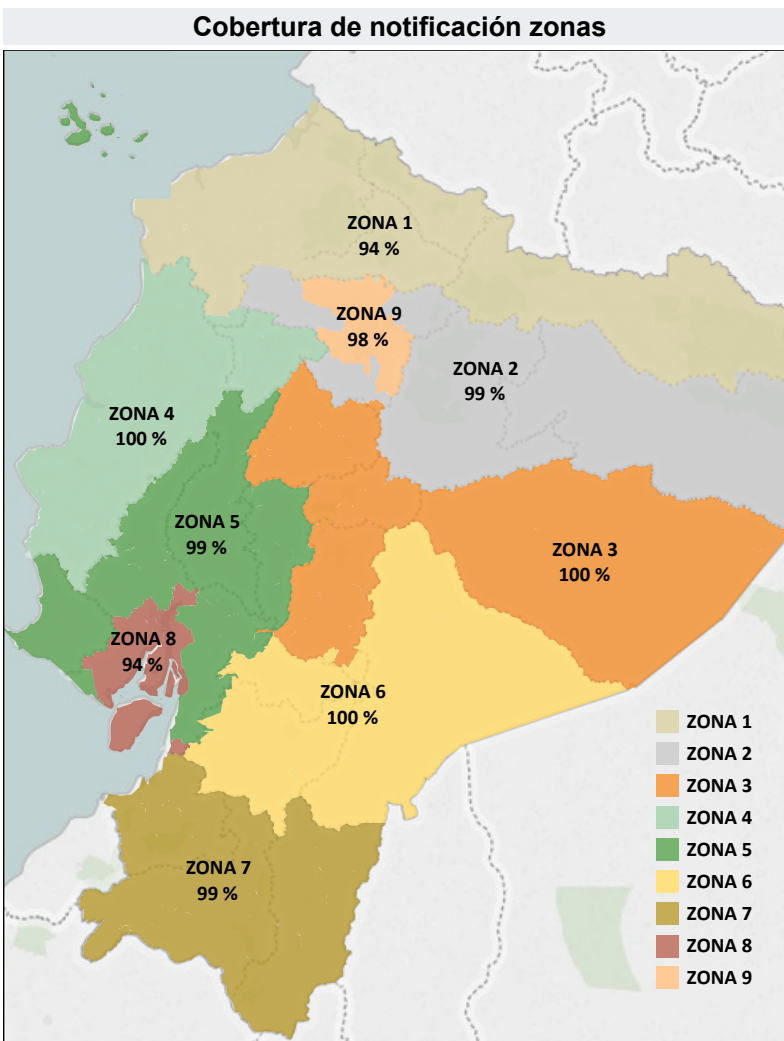 Cobertura de notificación zonas
ZONA 1
94 %
ZONA 9
98 %
ZONA 2
99 %
ZONA 4
100 %
ZONA 5
99 %
ZONA 3
100 %
ZONA 8
94 %
ZONA 6
100 %
ZONA 7
99 %
ZONA 1
ZONA 2
ZONA 3
ZONA 4
ZONA 5
ZONA 6
ZONA 7
ZONA 8
ZONA 9